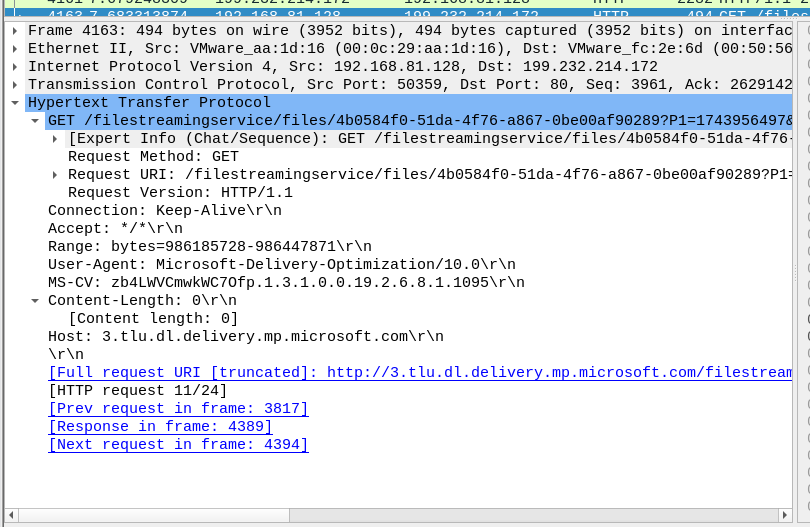 4163 7.683313874 192.168.81.128 199.232.214.172 HTTP 494 GET /files
Frame 4163: 494 bytes on wire (3952 bits), 494 bytes captured (3952 bits) on interfac
Ethernet II, Src: VMware_aa:1d:16 (00:0c:29:aa:1d:16), Dst: VMware_fc:2e:6d (00:50:56
Internet Protocol Version 4, Src: 192.168.81.128, Dst: 199.232.214.172
Transmission Control Protocol, Src Port: 50359, Dst Port: 80, Seq: 3961, Ack: 2629142
Hypertext Transfer Protocol
GET /filestreamingservice/files/4b0584f0-51da-4f76-a867-0be00af90289?P1=1743956497&
[Expert Info (Chat/Sequence): GET /filestreamingservice/files/4b0584f0-51da-4f76-
Request Method: GET
Request URI: /filestreamingservice/files/4b0584f0-51da-4f76-a867-0be00af90289?P1=
Request Version: HTTP/1.1
Connection: Keep-Alive\r\n
Accept: */*\r\n
Range: bytes=986185728-986447871\r\n
User-Agent: Microsoft-Delivery-Optimization/10.0\r\n
MS-CV: zb4LWVCmwkWC7Ofp.1.3.1.0.0.19.2.6.8.1.1095\r\n
Content-Length: 0\r\n
[Content length: 0]
Host: 3.tlu.dl.delivery.mp.microsoft.com\r\n
\r\n
[Full request URI [truncated]: http://3.tlu.dl.delivery.mp.microsoft.com/filestream
[HTTP request 11/24]
[Prev request in frame: 3817]
[Response in frame: 4389]
[Next request in frame: 4394]